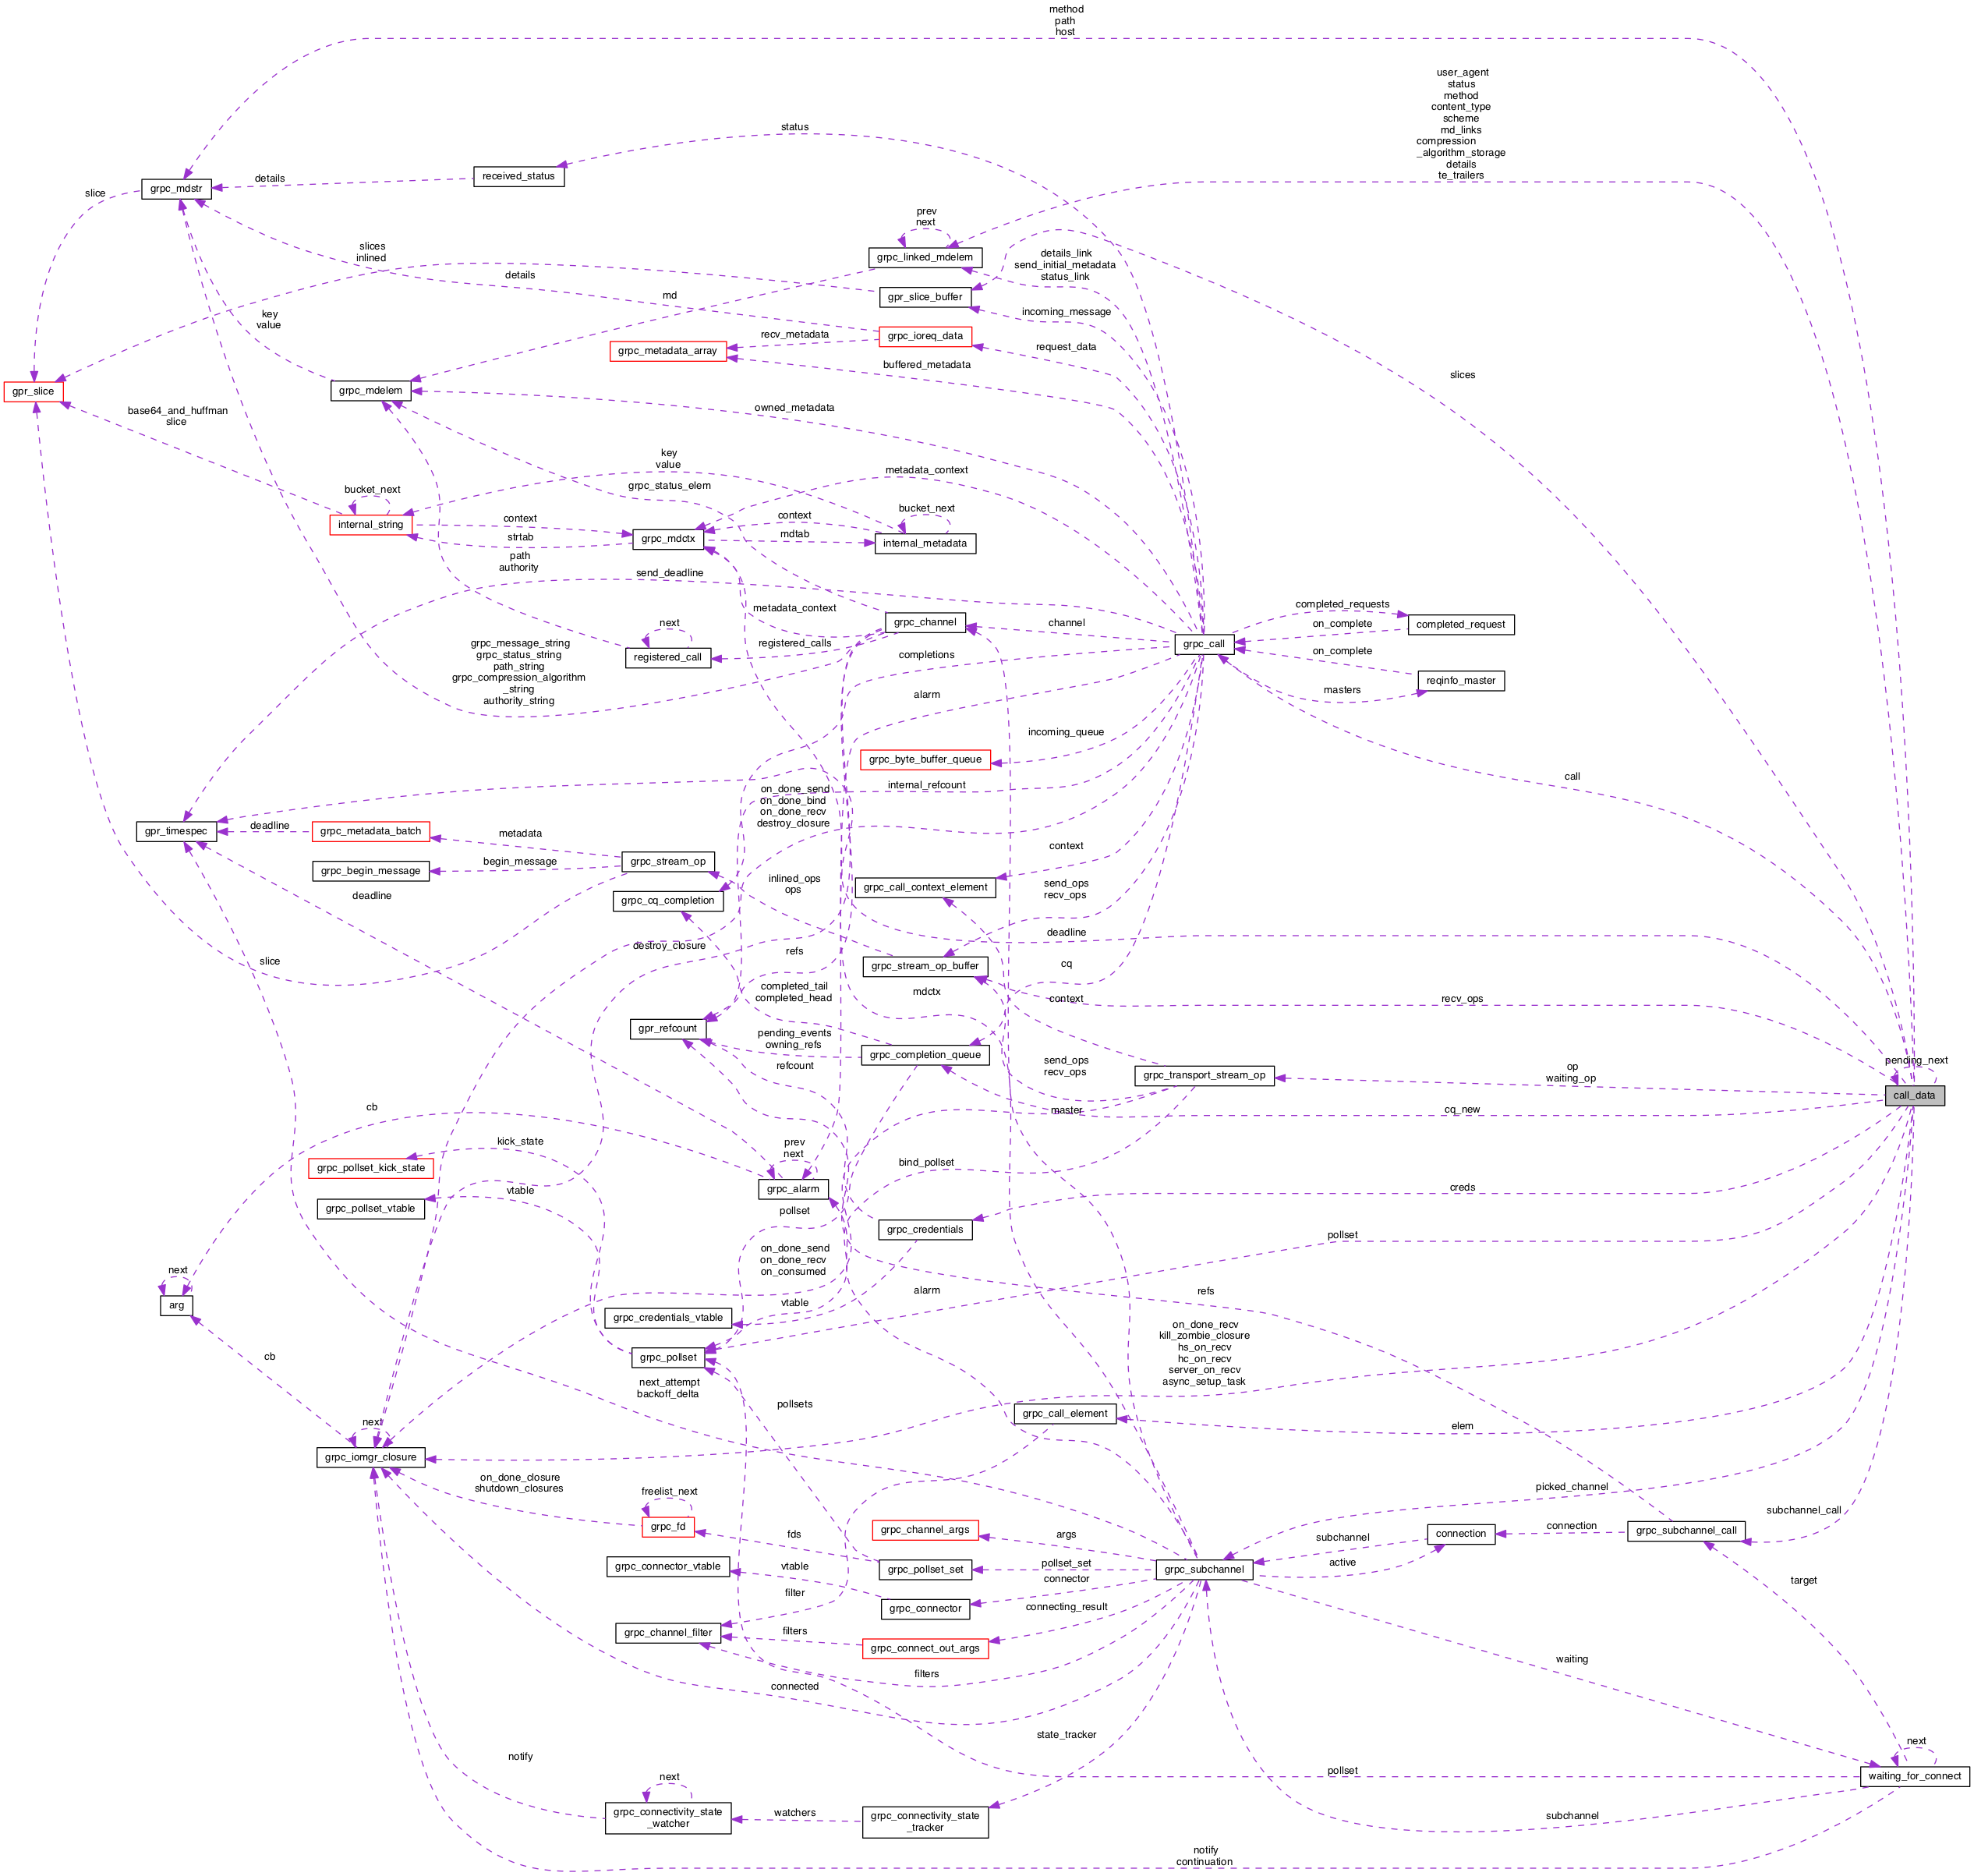 method
path
host
user_agent
status
method
content_type
scheme
md_links
compression
_algorithm_storage
details
te_trailers
status
received_status
details
grpc_mdstr
slice
prev
next
grpc_linked_mdelem
details_link
send_initial_metadata
status_link
slices
inlined
details
gpr_slice_buffer
md
incoming_message
key
value
recv_metadata
grpc_ioreq_data
request_data
grpc_metadata_array
buffered_metadata
slices
gpr_slice
grpc_mdelem
base64_and_huffman
slice
owned_metadata
key
value
metadata_context
grpc_status_elem
bucket_next
internal_string
context
strtab
grpc_mdctx
context
mdtab
bucket_next
internal_metadata
path
authority
send_deadline
metadata_context
grpc_channel
channel
completed_requests
completed_request
on_complete
next
registered_calls
registered_call
grpc_call
on_complete
grpc_message_string
grpc_status_string
path_string
grpc_compression_algorithm
_string
authority_string
completions
alarm
masters
reqinfo_master
incoming_queue
grpc_byte_buffer_queue
call
internal_refcount
on_done_send
on_done_bind
on_done_recv
destroy_closure
gpr_timespec
deadline
grpc_metadata_batch
metadata
grpc_stream_op
begin_message
grpc_begin_message
context
inlined_ops
ops
grpc_call_context_element
send_ops
recv_ops
deadline
grpc_cq_completion
deadline
destroy_closure
refs
slice
grpc_stream_op_buffer
cq
completed_tail
completed_head
mdctx
context
recv_ops
gpr_refcount
pending_events
owning_refs
grpc_completion_queue
refcount
send_ops
recv_ops
grpc_transport_stream_op
op
waiting_op
pending_next
call_data
master
cq_new
cb
kick_state
grpc_pollset_kick_state
prev
next
grpc_alarm
bind_pollset
vtable
grpc_pollset_vtable
pollset
grpc_credentials
creds
pollset
on_done_send
on_done_recv
on_consumed
next
arg
grpc_credentials_vtable
vtable
alarm
refs
cb
grpc_pollset
on_done_recv
kill_zombie_closure
hs_on_recv
hc_on_recv
server_on_recv
async_setup_task
next_attempt
backoff_delta
pollsets
grpc_call_element
elem
next
grpc_iomgr_closure
on_done_closure
shutdown_closures
freelist_next
grpc_fd
fds
grpc_channel_args
args
picked_channel
subchannel_call
subchannel
connection
connection
grpc_subchannel_call
grpc_connector_vtable
vtable
grpc_pollset_set
pollset_set
connector
grpc_subchannel
active
target
filter
grpc_connector
connecting_result
grpc_channel_filter
filters
grpc_connect_out_args
waiting
filters
connected
state_tracker
notify
next
pollset
next
waiting_for_connect
grpc_connectivity_state
_watcher
watchers
grpc_connectivity_state
_tracker
subchannel
notify
continuation